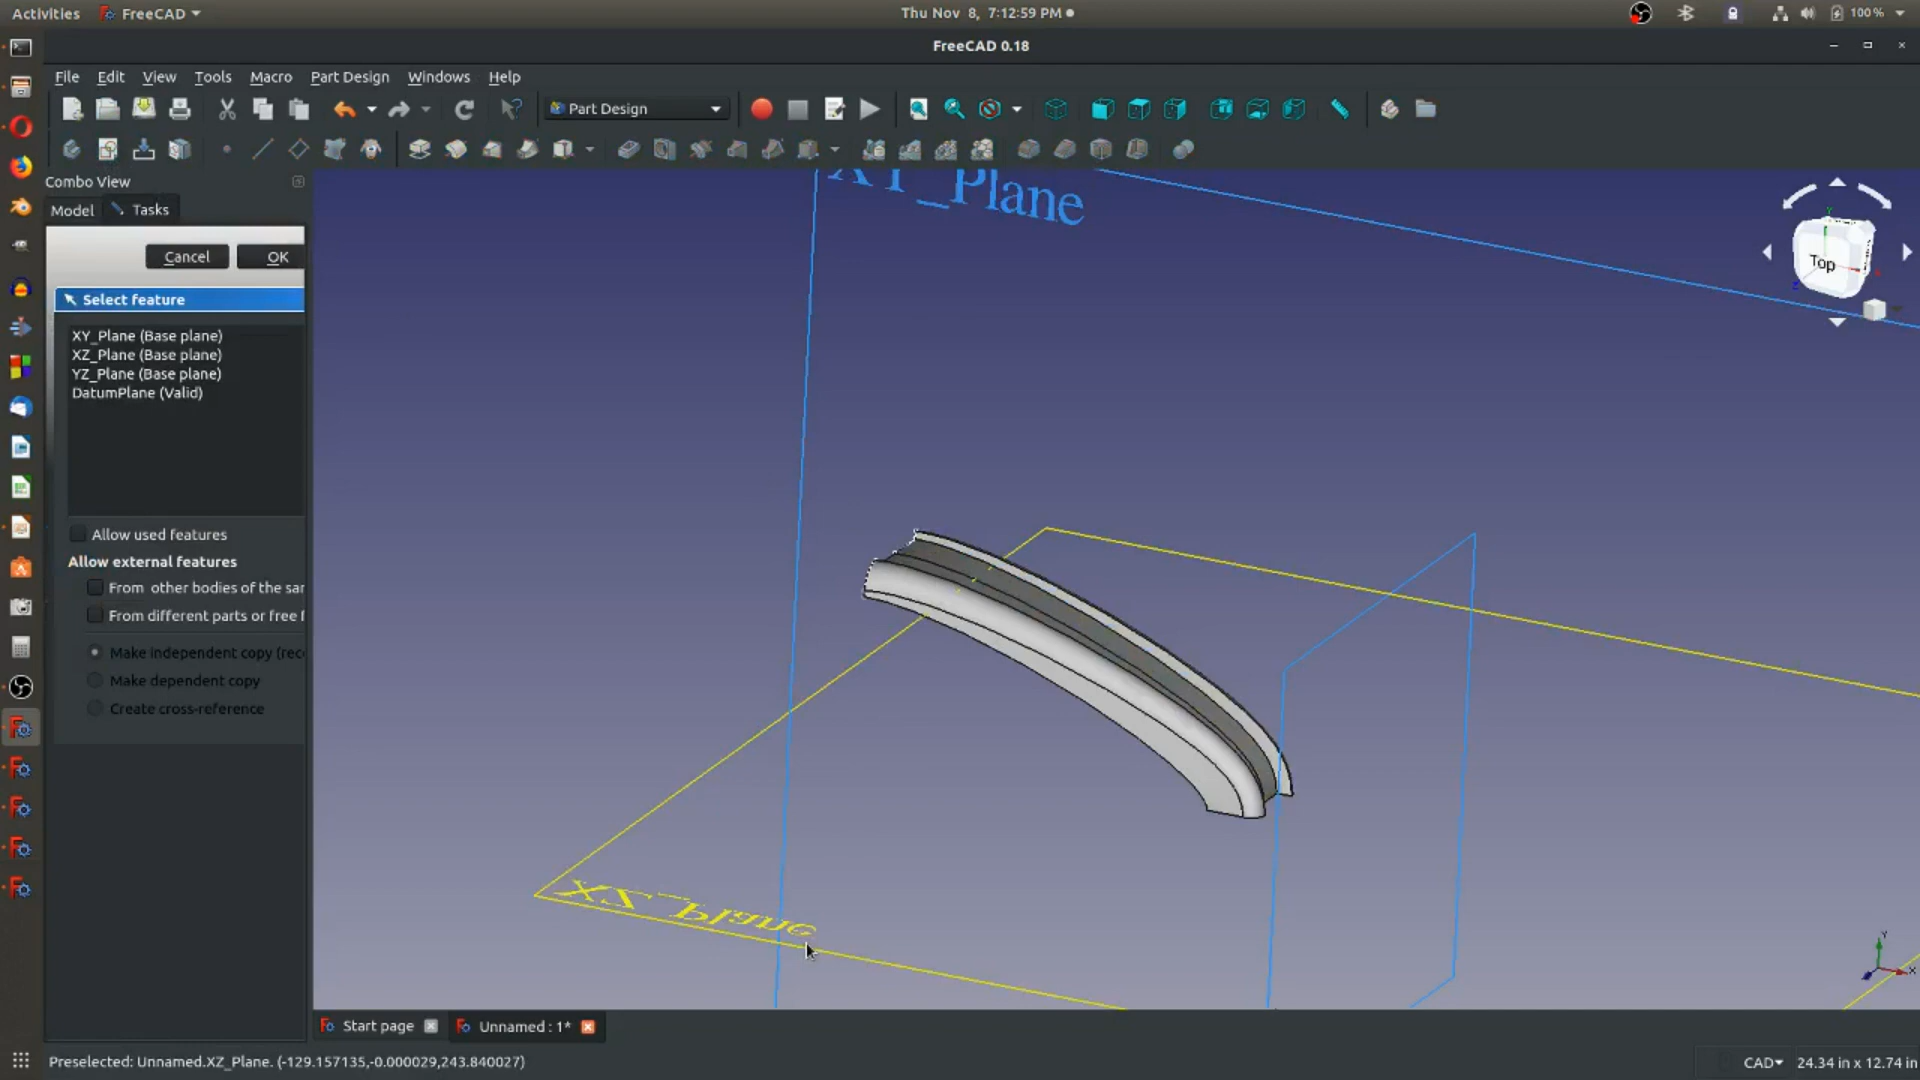 Activities FreeCAD Thu Nov 8, 7:12:59 PM 100%
FreeCAD 0.18
File Edit View Tools Macro Part Design Windows Help
Part Design
Combo View
Model Tasks
Cancel OK
Select feature
XY_Plane (Base plane)
XZ_Plane (Base plane)
YZ_Plane (Base plane)
DatumPlane (Valid)
Allow used features
Allow external features
From other bodies of the sar
From different parts or free f
Make independent copy (rec
Make dependent copy
Create cross-reference
XY_Plane
Top
XZ_Plane
Y
X
Start page Unnamed : 1*
Preselected: Unnamed.XZ_Plane. (-129.157135,-0.000029,243.840027)
CAD 24.34 in x 12.74 in